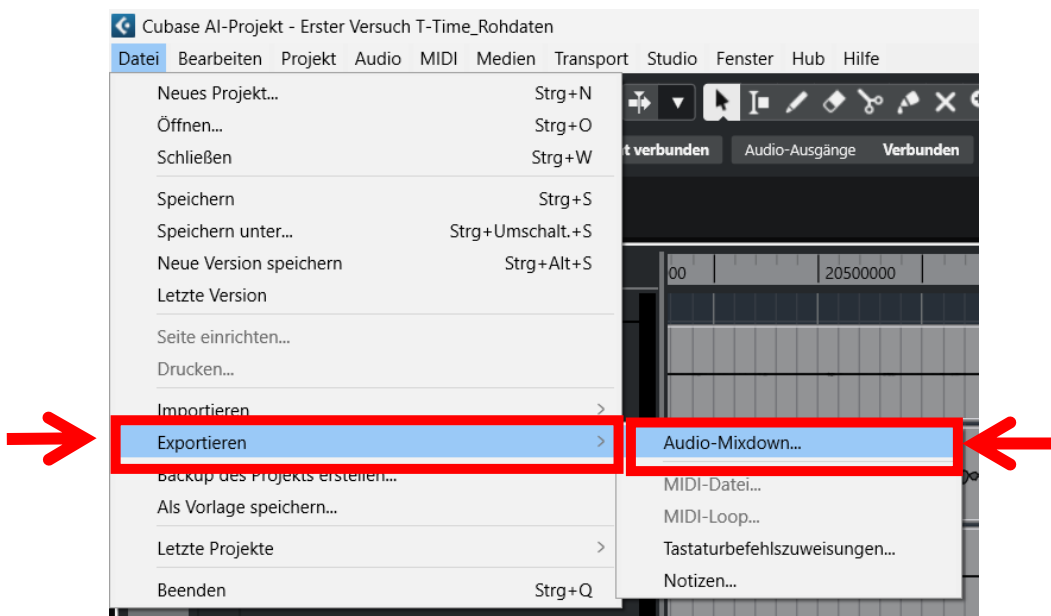 Cubase AI-Projekt - Erster Versuch T-Time_Rohdaten
Datei Bearbeiten Projekt Audio MIDI Medien Transport Studio Fenster Hub Hilfe
Neues Projekt... Strg+N
Öffnen... Strg+O
Schließen Strg+W
t verbunden Audio-Ausgänge Verbunden
Speichern Strg+S
Speichern unter... Strg+Umschalt.+S
Neue Version speichern Strg+Alt+S
Letzte Version
00 20500000
Seite einrichten...
Drucken...
Importieren
Exportieren
Audio-Mixdown...
Backup des Projekts erstellen...
MIDI-Datei...
Als Vorlage speichern...
MIDI-Loop...
Letzte Projekte
Tastaturbefehlszuweisungen...
Notizen...
Beenden Strg+Q